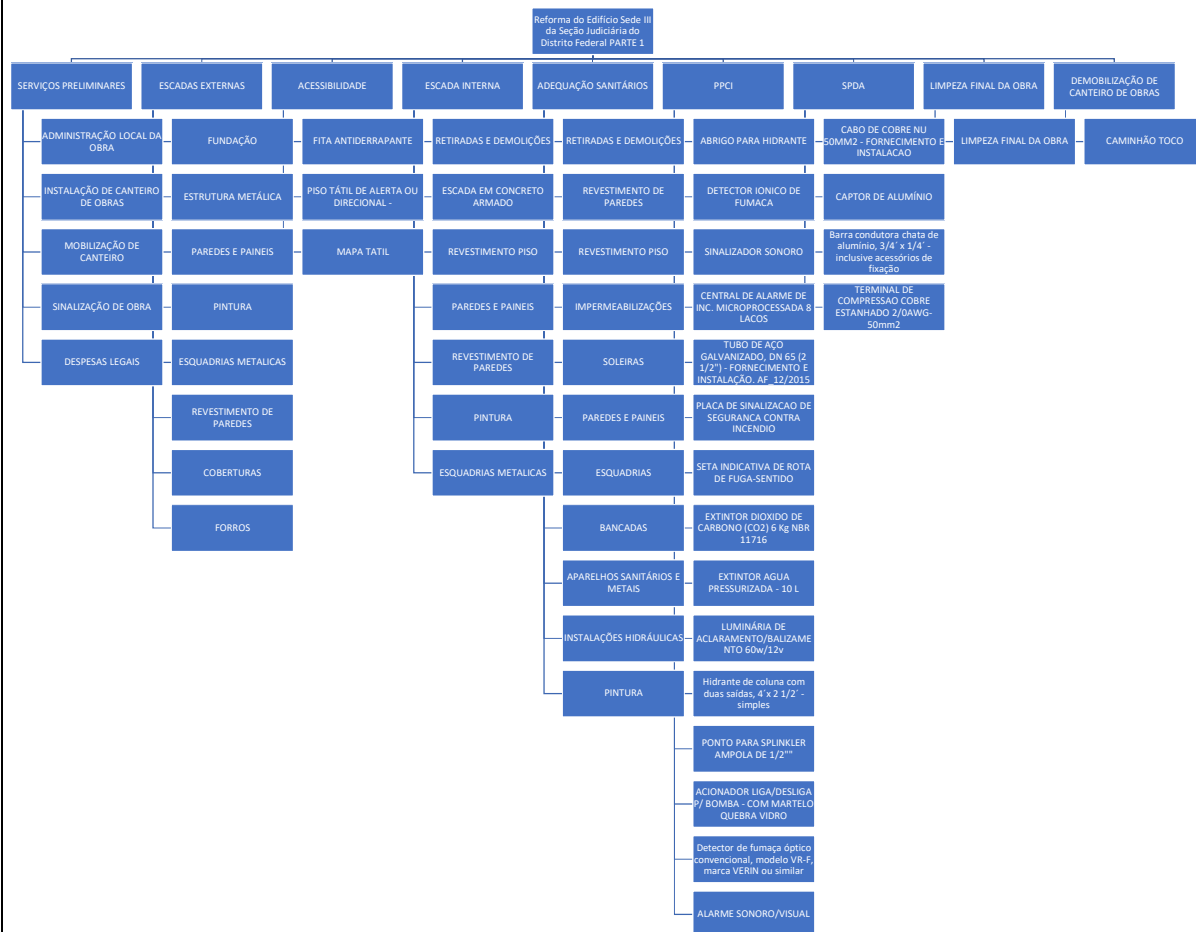 Reforma do Edifício Sede III
da Seção Judiciária do
Distrito Federal PARTE 1
SERVIÇOS PRELIMINARES
ESCADAS EXTERNAS
ACESSIBILIDADE
ESCADA INTERNA
ADEQUAÇÃO SANITÁRIOS
PPCI
SPDA
LIMPEZA FINAL DA OBRA
DEMOBILIZAÇÃO DE
CANTEIRO DE OBRAS
ADMINISTRAÇÃO LOCAL DA
OBRA
INSTALAÇÃO DE CANTEIRO
DE OBRAS
MOBILIZAÇÃO DE
CANTEIRO
SINALIZAÇÃO DE OBRA
DESPESAS LEGAIS
FUNDAÇÃO
ESTRUTURA METÁLICA
PAREDES E PAINEIS
PINTURA
ESQUADRIAS METALICAS
REVESTIMENTO DE
PAREDES
COBERTURAS
FORROS
FITA ANTIDERRAPANTE
PISO TÁTIL DE ALERTA OU
DIRECIONAL -
MAPA TATIL
RETIRADAS E DEMOLIÇÕES
ESCADA EM CONCRETO
ARMADO
REVESTIMENTO PISO
PAREDES E PAINEIS
REVESTIMENTO DE
PAREDES
PINTURA
ESQUADRIAS METALICAS
RETIRADAS E DEMOLIÇÕES
REVESTIMENTO DE
PAREDES
REVESTIMENTO PISO
IMPERMEABILIZAÇÕES
SOLEIRAS
PAREDES E PAINEIS
ESQUADRIAS
BANCADAS
APARELHOS SANITÁRIOS E
METAIS
INSTALAÇÕES HIDRÁULICAS
PINTURA
ABRIGO PARA HIDRANTE
DETECTOR IONICO DE
FUMACA
SINALIZADOR SONORO
CENTRAL DE ALARME DE
INC. MICROPROCESSADA 8
LACOS
TUBO DE AÇO
GALVANIZADO, DN 65 (2
1/2") - FORNECIMENTO E
INSTALAÇÃO. AF_12/2015
PLACA DE SINALIZACAO DE
SEGURANCA CONTRA
INCENDIO
SETA INDICATIVA DE ROTA
DE FUGA-SENTIDO
EXTINTOR DIOXIDO DE
CARBONO (CO2) 6 Kg NBR
11716
EXTINTOR AGUA
PRESSURIZADA - 10 L
LUMINÁRIA DE
ACLARAMENTO/BALIZAME
NTO 60w/12v
Hidrante de coluna com
duas saídas, 4´x 2 1/2´ -
simples
PONTO PARA SPLINKLER
AMPOLA DE 1/2""
ACIONADOR LIGA/DESLIGA
P/ BOMBA - COM MARTELO
QUEBRA VIDRO
Detector de fumaça óptico
convencional, modelo VR-F,
marca VERIN ou similar
ALARME SONORO/VISUAL
CABO DE COBRE NU
50MM2 - FORNECIMENTO E
INSTALACAO
CAPTOR DE ALUMÍNIO
Barra condutora chata de
alumínio, 3/4´ x 1/4´ -
inclusive acessórios de
fixação
TERMINAL DE
COMPRESSAO COBRE
ESTANHADO 2/0AWG-
50mm2
LIMPEZA FINAL DA OBRA
CAMINHÃO TOCO